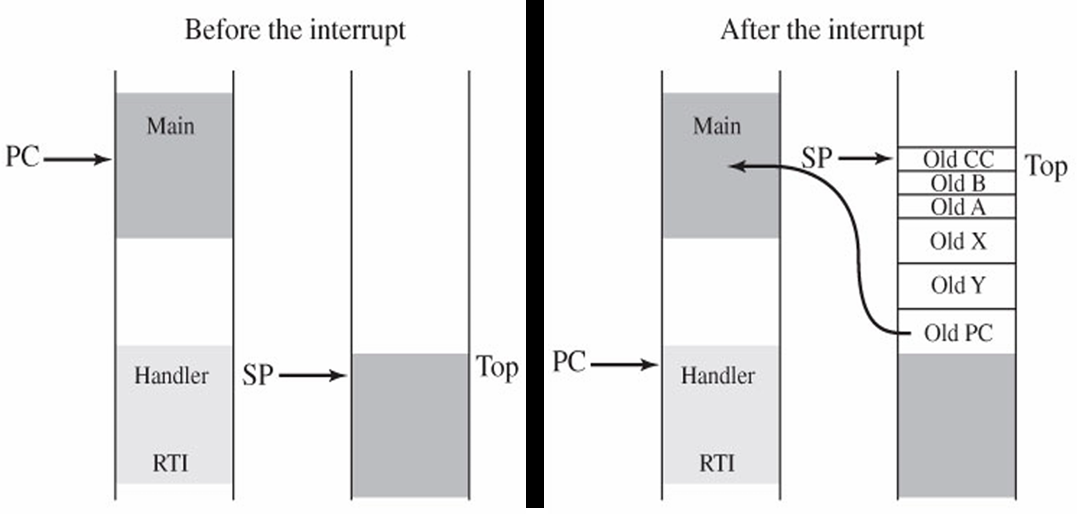 Before the interrupt
Main
PC
Handler
SP
Top
RTI
After the interrupt
Main
SP
Old CC
Top
Old B
Old A
Old X
Old Y
Old PC
PC
Handler
RTI